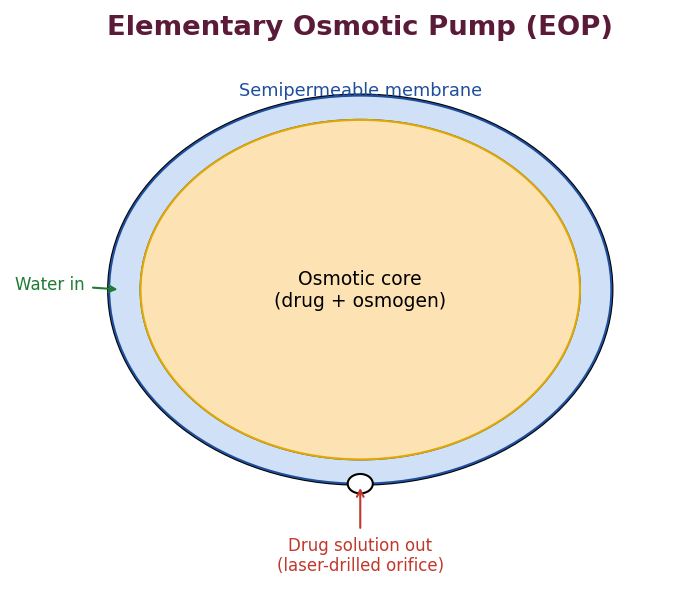 Elementary Osmotic Pump (EOP)
Semipermeable membrane
Water in
Osmotic core
(drug + osmogen)
Drug solution out
(laser-drilled orifice)